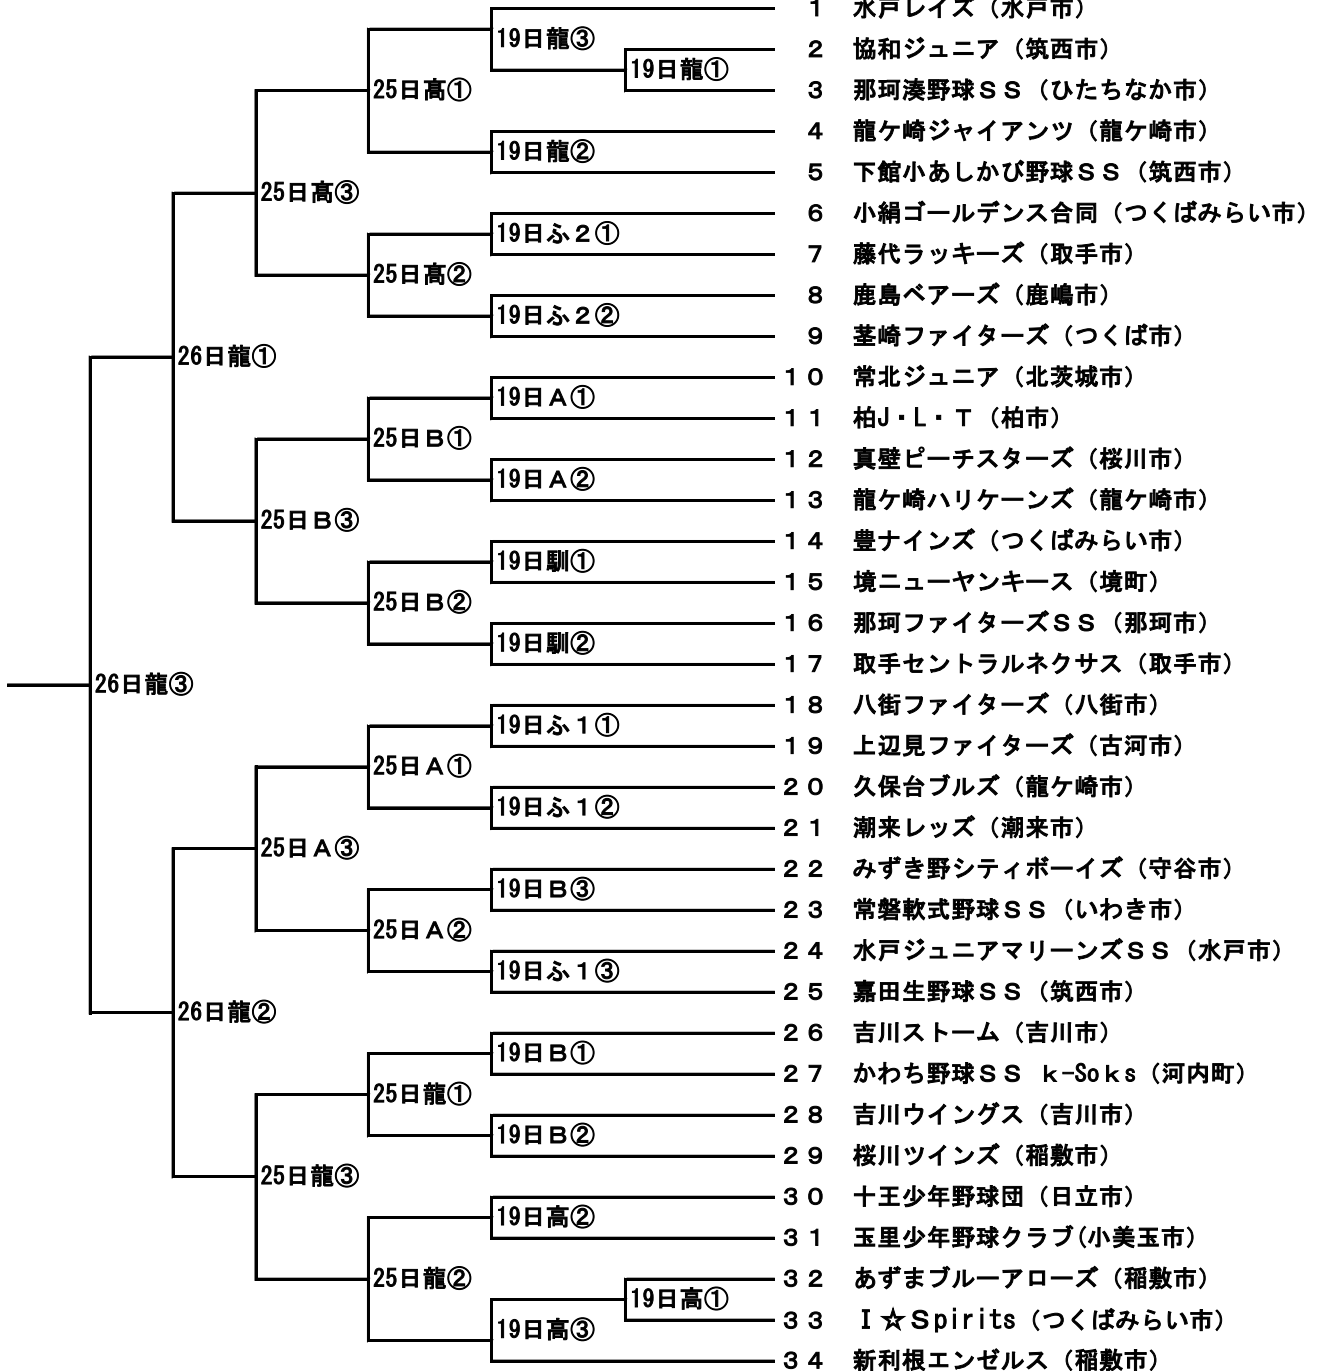 1 水戸レイズ（水戸市）
19日龍③
2 協和ジュニア（筑西市）
19日龍①
25日高①
3 那珂湊野球ＳＳ（ひたちなか市）
4 龍ケ崎ジャイアンツ（龍ケ崎市）
19日龍②
5 下館小あしかび野球ＳＳ（筑西市）
25日高③
6 小絹ゴールデンス合同（つくばみらい市）
19日ふ２①
7 藤代ラッキーズ（取手市）
25日高②
8 鹿島ベアーズ（鹿嶋市）
19日ふ２②
9 茎崎ファイターズ（つくば市）
26日龍①
10 常北ジュニア（北茨城市）
19日Ａ①
11 柏J・L・Ｔ（柏市）
25日Ｂ①
12 真壁ピーチスターズ（桜川市）
19日Ａ②
13 龍ケ崎ハリケーンズ（龍ケ崎市）
25日Ｂ③
14 豊ナインズ（つくばみらい市）
19日馴①
15 境ニューヤンキース（境町）
25日Ｂ②
16 那珂ファイターズＳＳ（那珂市）
19日馴②
17 取手セントラルネクサス（取手市）
26日龍③
18 八街ファイターズ（八街市）
19日ふ１①
19 上辺見ファイターズ（古河市）
25日Ａ①
20 久保台ブルズ（龍ケ崎市）
19日ふ１②
21 潮来レッズ（潮来市）
25日Ａ③
22 みずき野シティボーイズ（守谷市）
19日Ｂ③
23 常磐軟式野球ＳＳ（いわき市）
25日Ａ②
24 水戸ジュニアマリーンズＳＳ（水戸市）
19日ふ１③
25 嘉田生野球ＳＳ（筑西市）
26日龍②
26 吉川ストーム（吉川市）
19日Ｂ①
27 かわち野球ＳＳ　ｋ-Soｋs（河内町）
25日龍①
28 吉川ウイングス（吉川市）
19日Ｂ②
29 桜川ツインズ（稲敷市）
25日龍③
30 十王少年野球団（日立市）
19日高②
31 玉里少年野球クラブ(小美玉市）
25日龍②
32 あずまブルーアローズ（稲敷市）
19日高①
33 Ｉ☆Ｓpirits（つくばみらい市）
19日高③
34 新利根エンゼルス（稲敷市）